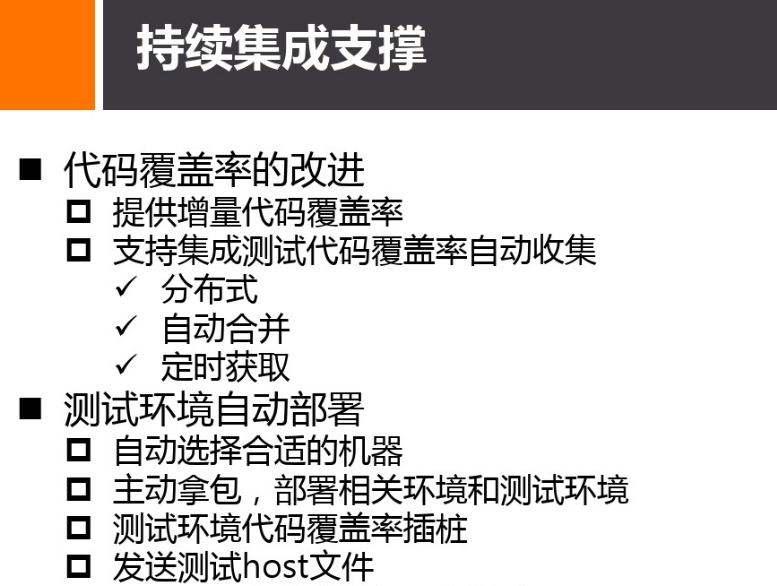 持续集成支撑
代码覆盖率的改进
提供增量代码覆盖率
支持集成测试代码覆盖率自动收集
分布式
自动合并
定时获取
测试环境自动部署
自动选择合适的机器
主动拿包，部署相关环境和测试环境
测试环境代码覆盖率插桩
发送测试host文件